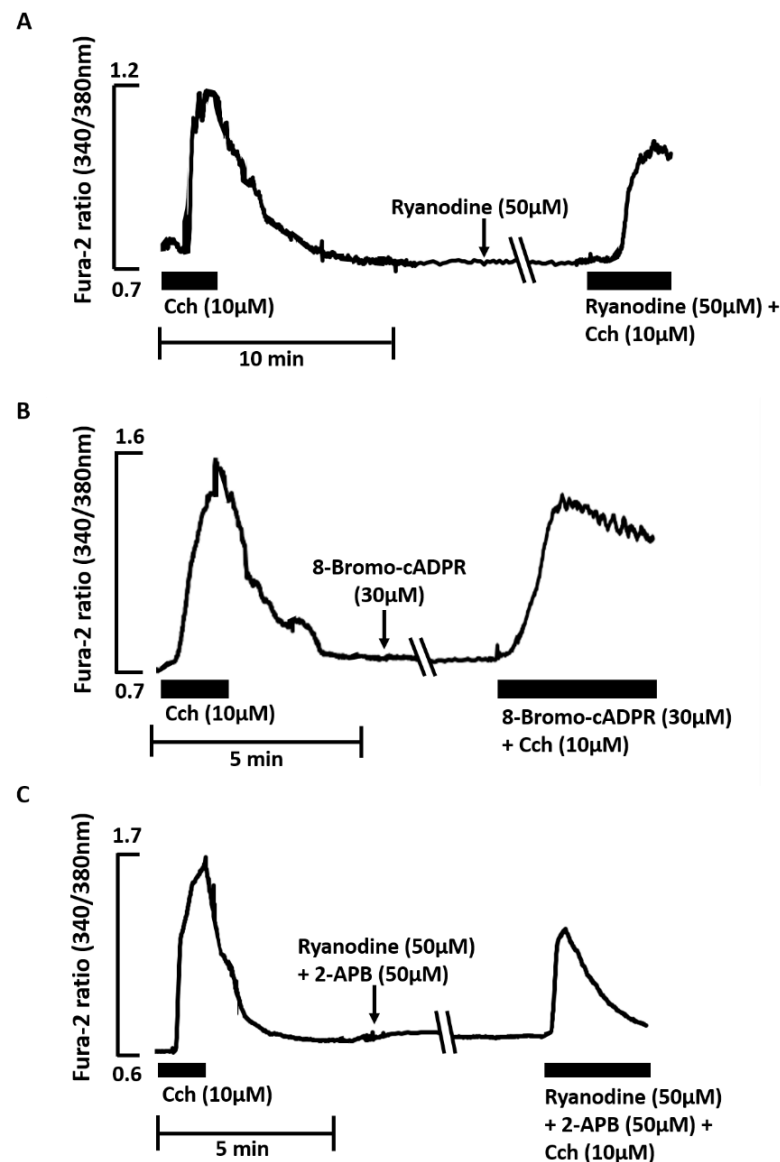 A
Fura-2 ratio (340/380nm)
1.2
0.7
Ryanodine (50μM)
Cch (10μM)
Ryanodine (50μM) +
Cch (10μM)
10 min
B
Fura-2 ratio (340/380nm)
1.6
0.7
8-Bromo-cADPR
(30μM)
Cch (10μM)
8-Bromo-cADPR (30μM)
+ Cch (10μM)
5 min
C
Fura-2 ratio (340/380nm)
1.7
0.6
Ryanodine (50μM)
+ 2-APB (50μM)
Cch (10μM)
Ryanodine (50μM)
+ 2-APB (50μM) +
Cch (10μM)
5 min